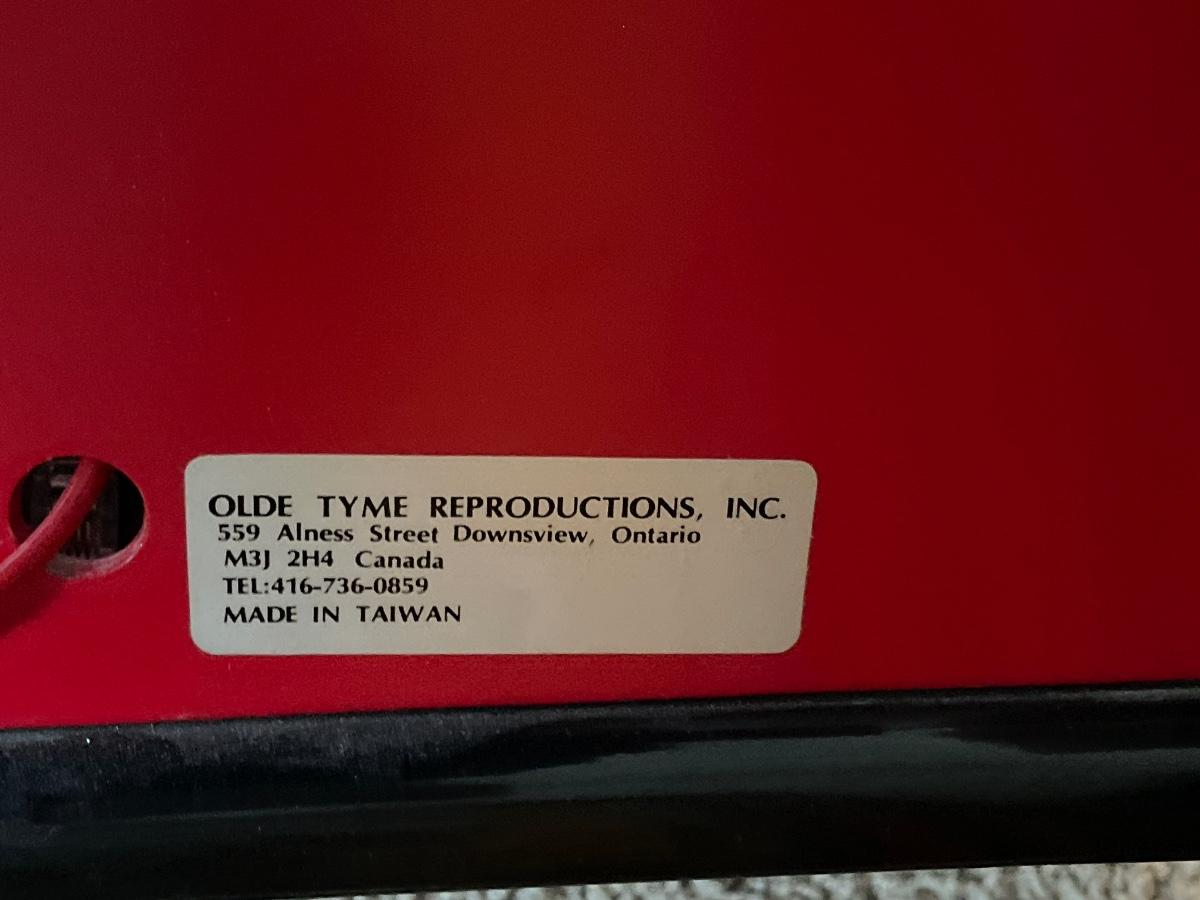 OLDE TYME REPRODUCTIONS, INC.
559 Alness Street Downsview, Ontario
M3J 2H4 Canada
TEL:416-736-0859
MADE IN TAIWAN